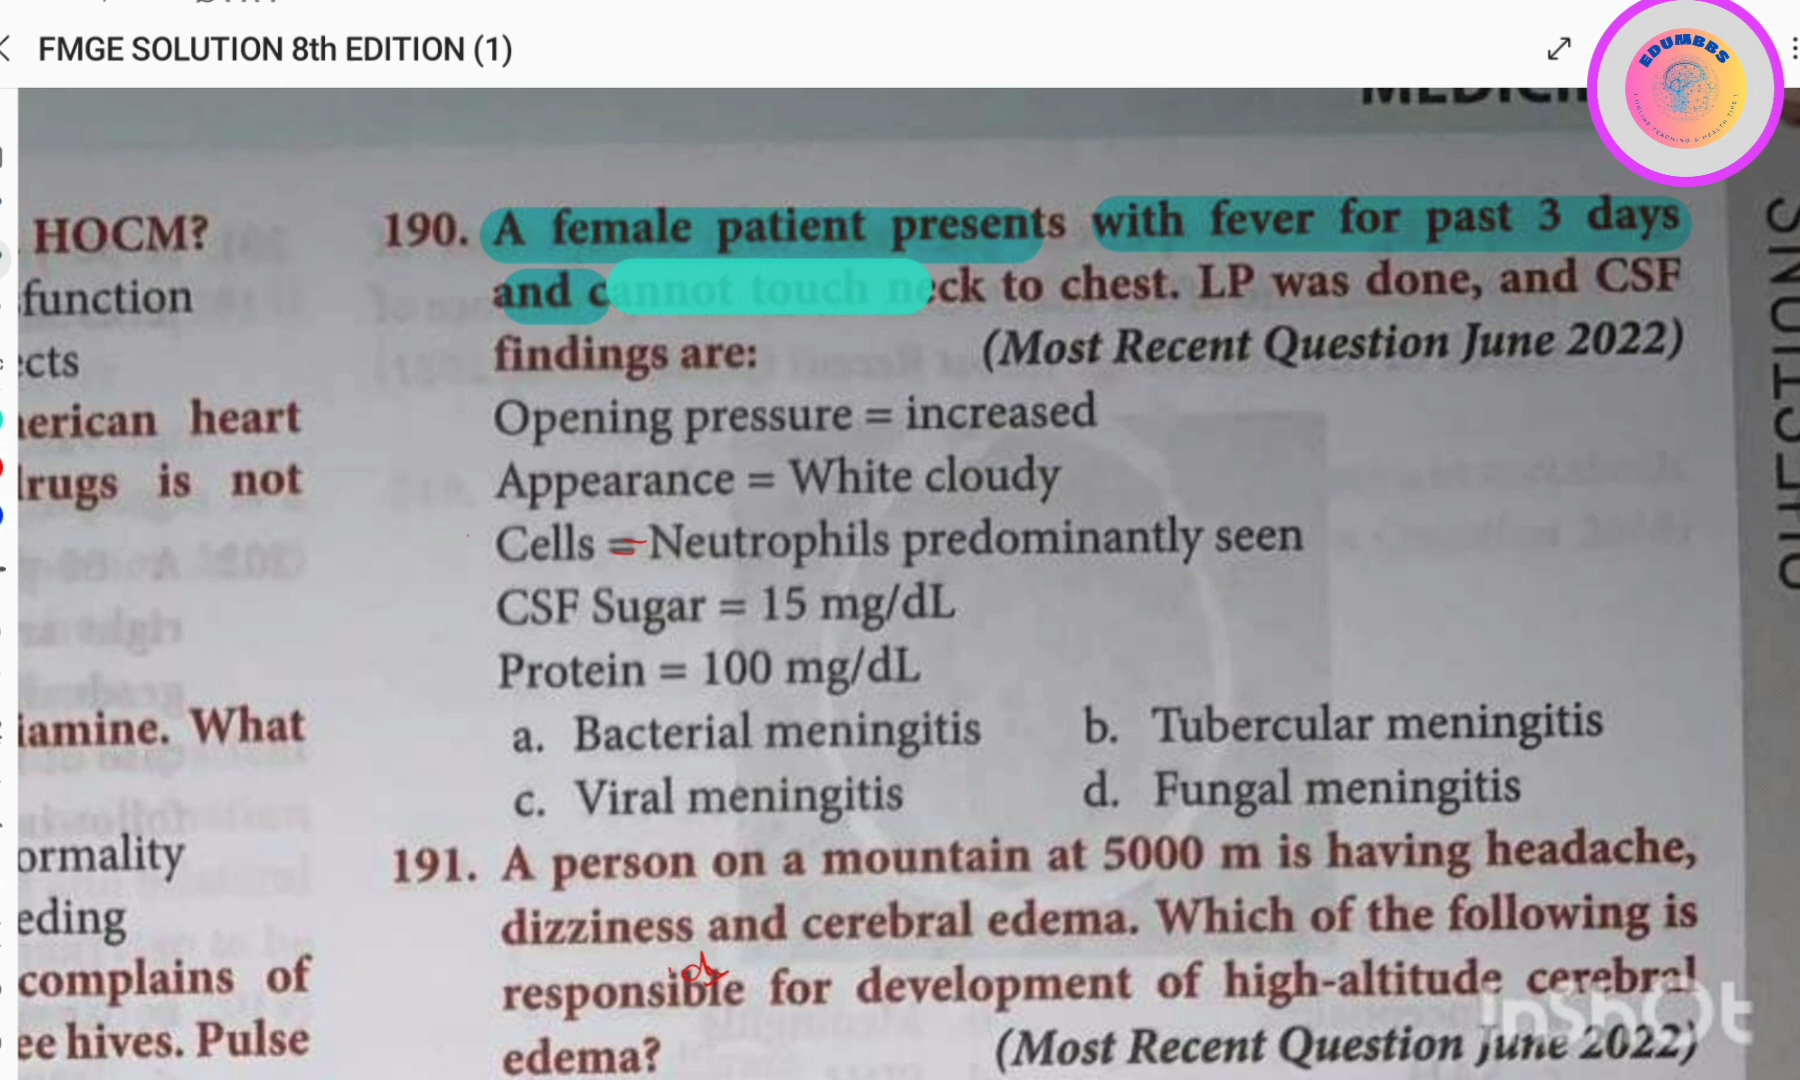 FMGE SOLUTION 8th EDITION (1)
EDUMBBS
HOCM?
function
ects
erican heart
rugs is not
iamine. What
ormality
eding
complains of
ee hives. Pulse
190. A female patient presents with fever for past 3 days
and cannot touch neck to chest. LP was done, and CSF
findings are: (Most Recent Question June 2022)
Opening pressure = increased
Appearance = White cloudy
Cells = Neutrophils predominantly seen
CSF Sugar = 15 mg/dL
Protein = 100 mg/dL
a. Bacterial meningitis b. Tubercular meningitis
c. Viral meningitis d. Fungal meningitis
191. A person on a mountain at 5000 m is having headache,
dizziness and cerebral edema. Which of the following is
responsible for development of high-altitude cerebral
edema? (Most Recent Question June 2022)
InShOt